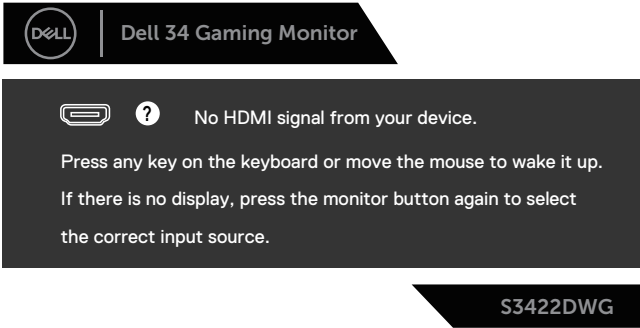 DELL
Dell 34 Gaming Monitor
? No HDMI signal from your device.
Press any key on the keyboard or move the mouse to wake it up.
If there is no display, press the monitor button again to select
the correct input source.
S3422DWG